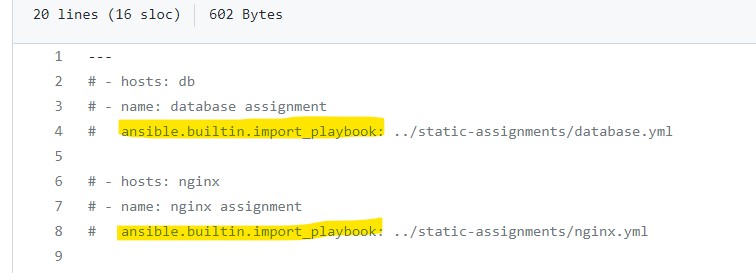 20 lines (16 sloc) 602 Bytes
1 ---
2 # - hosts: db
3 # - name: database assignment
4 #   ansible.builtin.import_playbook: ../static-assignments/database.yml
5
6 # - hosts: nginx
7 # - name: nginx assignment
8 #   ansible.builtin.import_playbook: ../static-assignments/nginx.yml
9